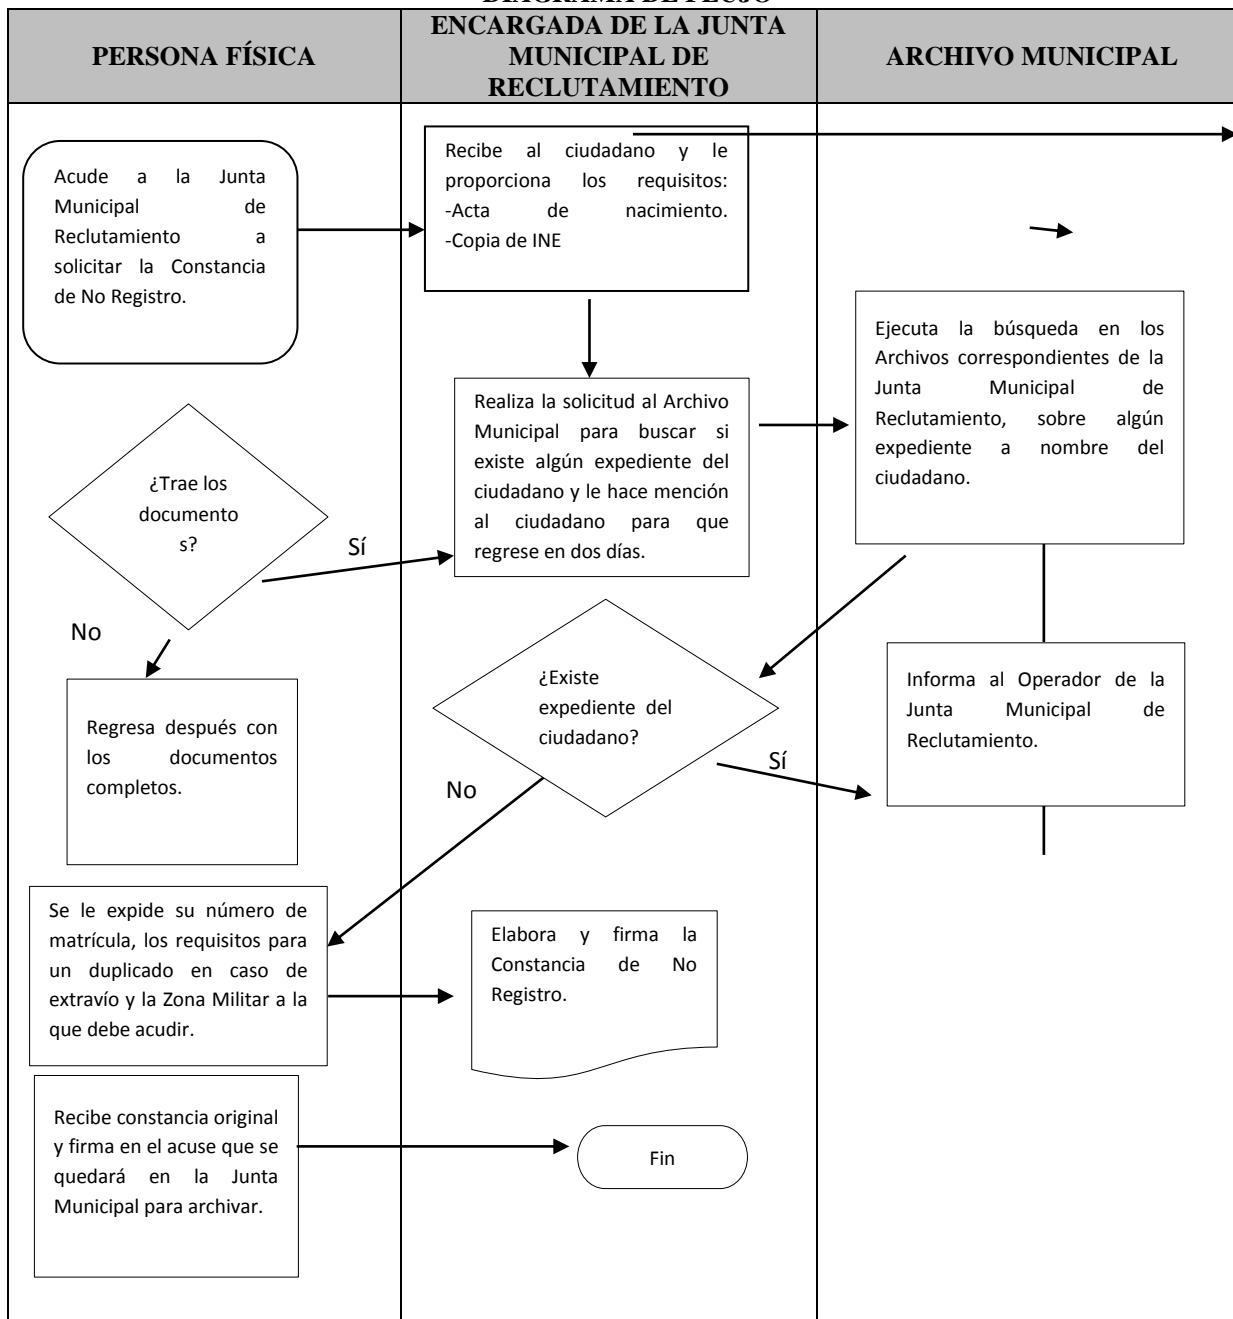 DIAGRAMA DE FLUJO
PERSONA FÍSICA
ENCARGADA DE LA JUNTA
MUNICIPAL DE
RECLUTAMIENTO
ARCHIVO MUNICIPAL
Acude a la Junta
Municipal de
Reclutamiento a
solicitar la Constancia
de No Registro.
Recibe al ciudadano y le
proporciona los requisitos:
-Acta de nacimiento.
-Copia de INE
Ejecuta la búsqueda en los
Archivos correspondientes de la
Junta Municipal de
Reclutamiento, sobre algún
expediente a nombre del
ciudadano.
Realiza la solicitud al Archivo
Municipal para buscar si
existe algún expediente del
ciudadano y le hace mención
al ciudadano para que
regrese en dos días.
¿Trae los
documento
s?
Sí
No
Regresa después con
los documentos
completos.
¿Existe
expediente del
ciudadano?
Sí
No
Informa al Operador de la
Junta Municipal de
Reclutamiento.
Se le expide su número de
matrícula, los requisitos para
un duplicado en caso de
extravío y la Zona Militar a la
que debe acudir.
Elabora y firma la
Constancia de No
Registro.
Recibe constancia original
y firma en el acuse que se
quedará en la Junta
Municipal para archivar.
Fin